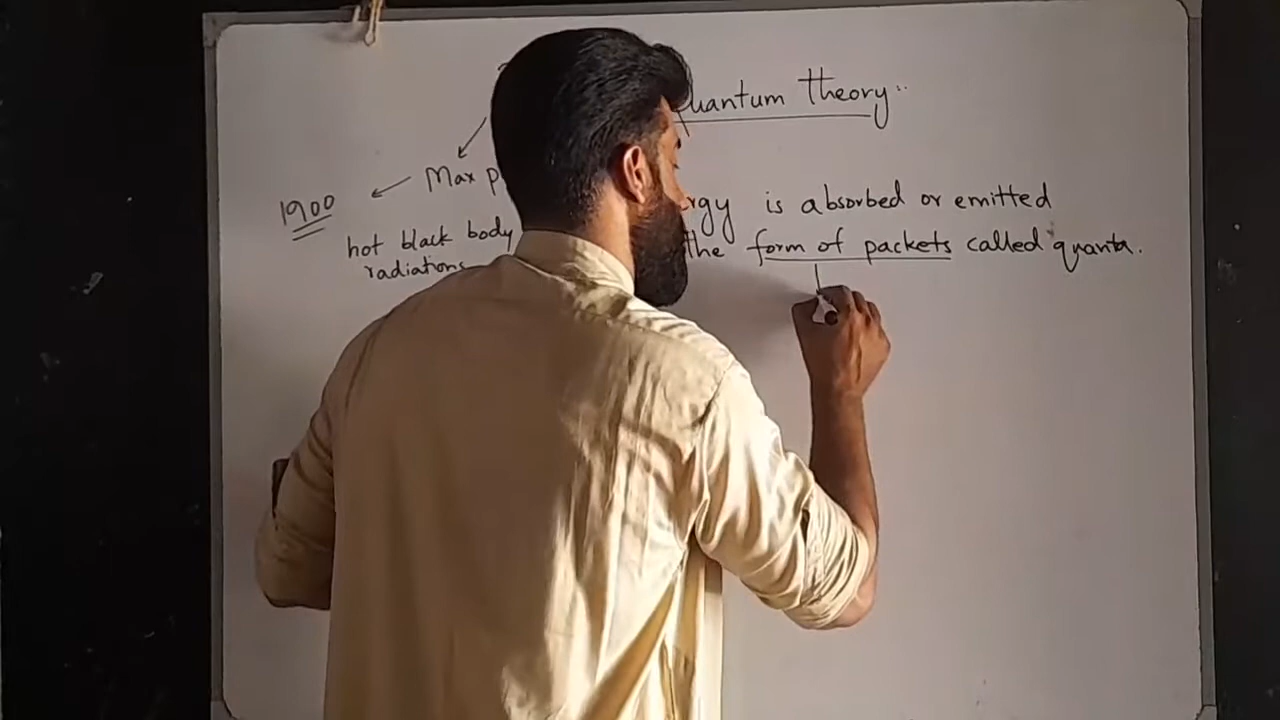 Quantum Theory:
1900 Max P
rgy is absorbed or emitted
hot black body
the form of packets called quanta.
radiations